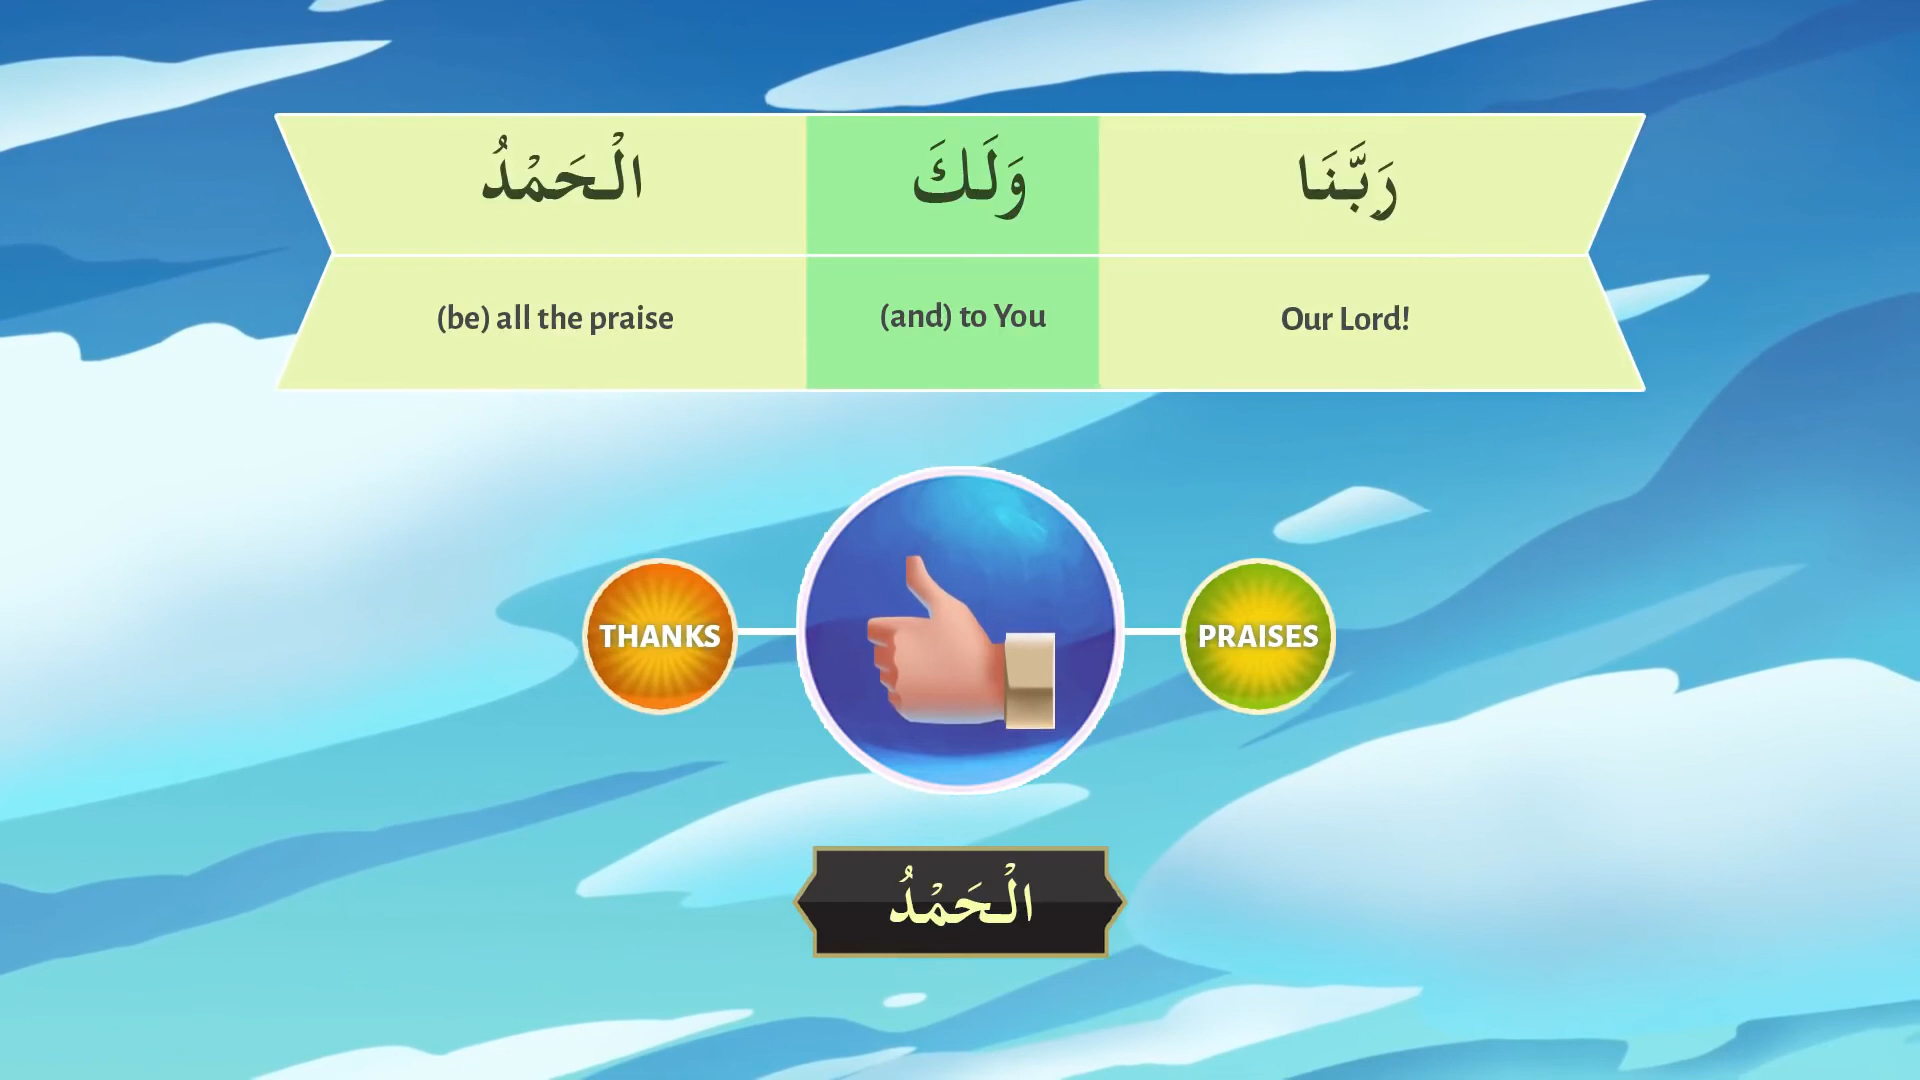 رَبَّنَا وَلَكَ الْحَمْدُ
Our Lord! (and) to You (be) all the praise
THANKS PRAISES
الْحَمْدُ